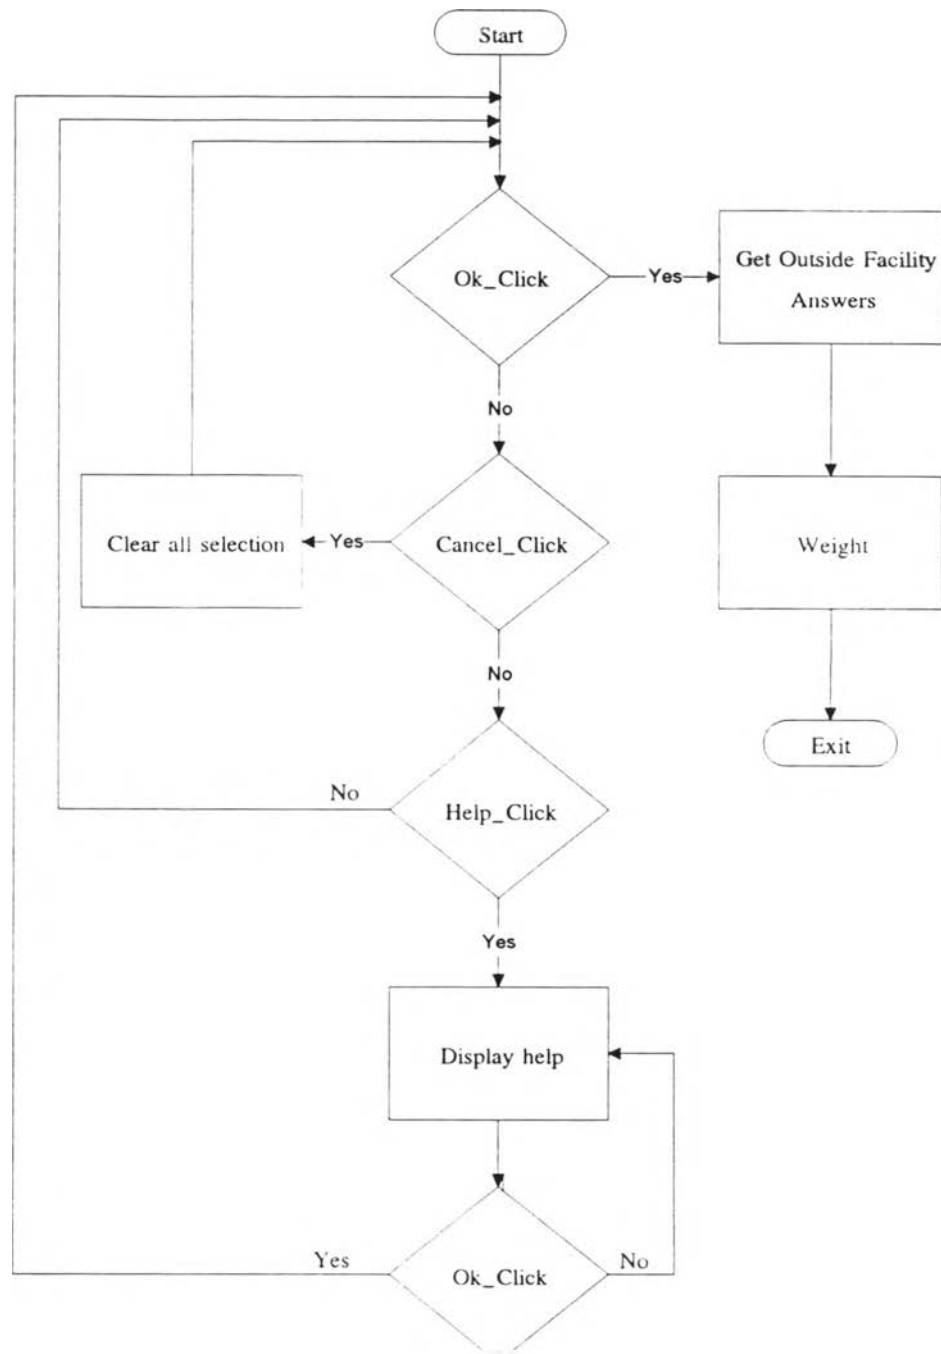 Start
Ok_Click
Yes
Get Outside Facility
Answers
No
Clear all selection
Yes
Cancel_Click
Weight
No
Exit
No
Help_Click
Yes
Display help
Yes
Ok_Click
No